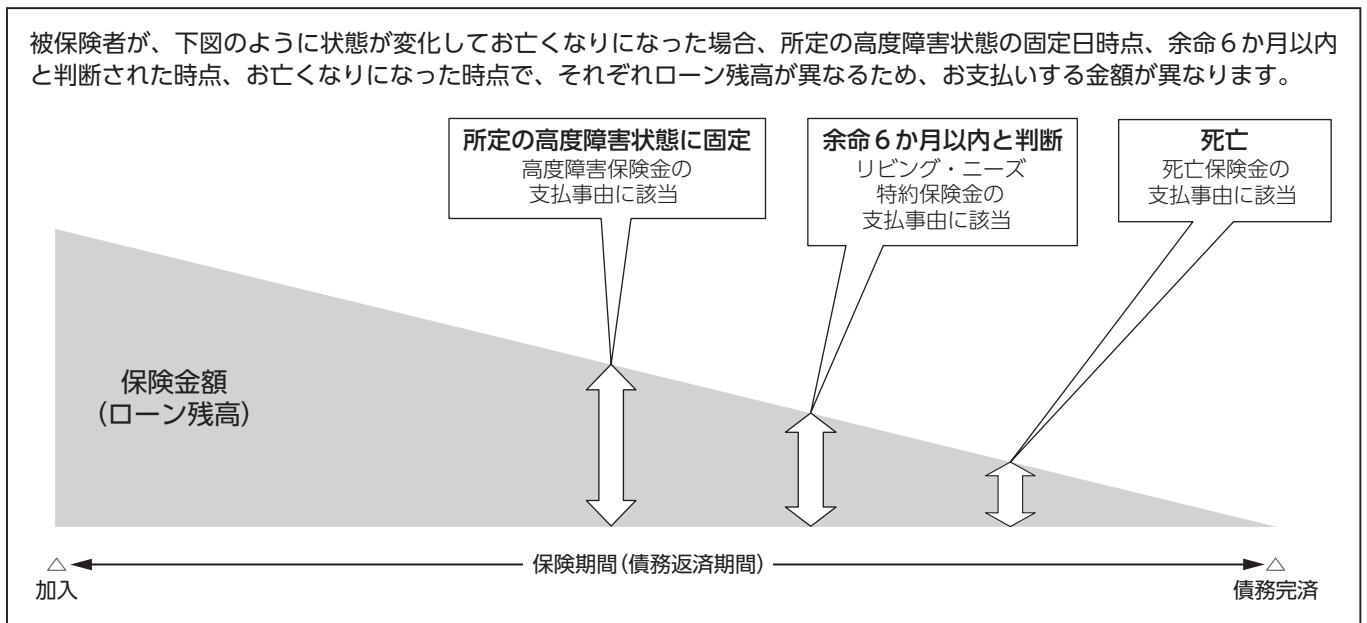 被保険者が、下図のように状態が変化してお亡くなりになった場合、所定の高度障害状態の固定日時点、余命６か月以内
と判断された時点、お亡くなりになった時点で、それぞれローン残高が異なるため、お支払いする金額が異なります。
所定の高度障害状態に固定
高度障害保険金の
支払事由に該当
余命６か月以内と判断
リビング・ニーズ
特約保険金の
支払事由に該当
死亡
死亡保険金の
支払事由に該当
保険金額
（ローン残高）
△
加入
保険期間（債務返済期間）
△
債務完済